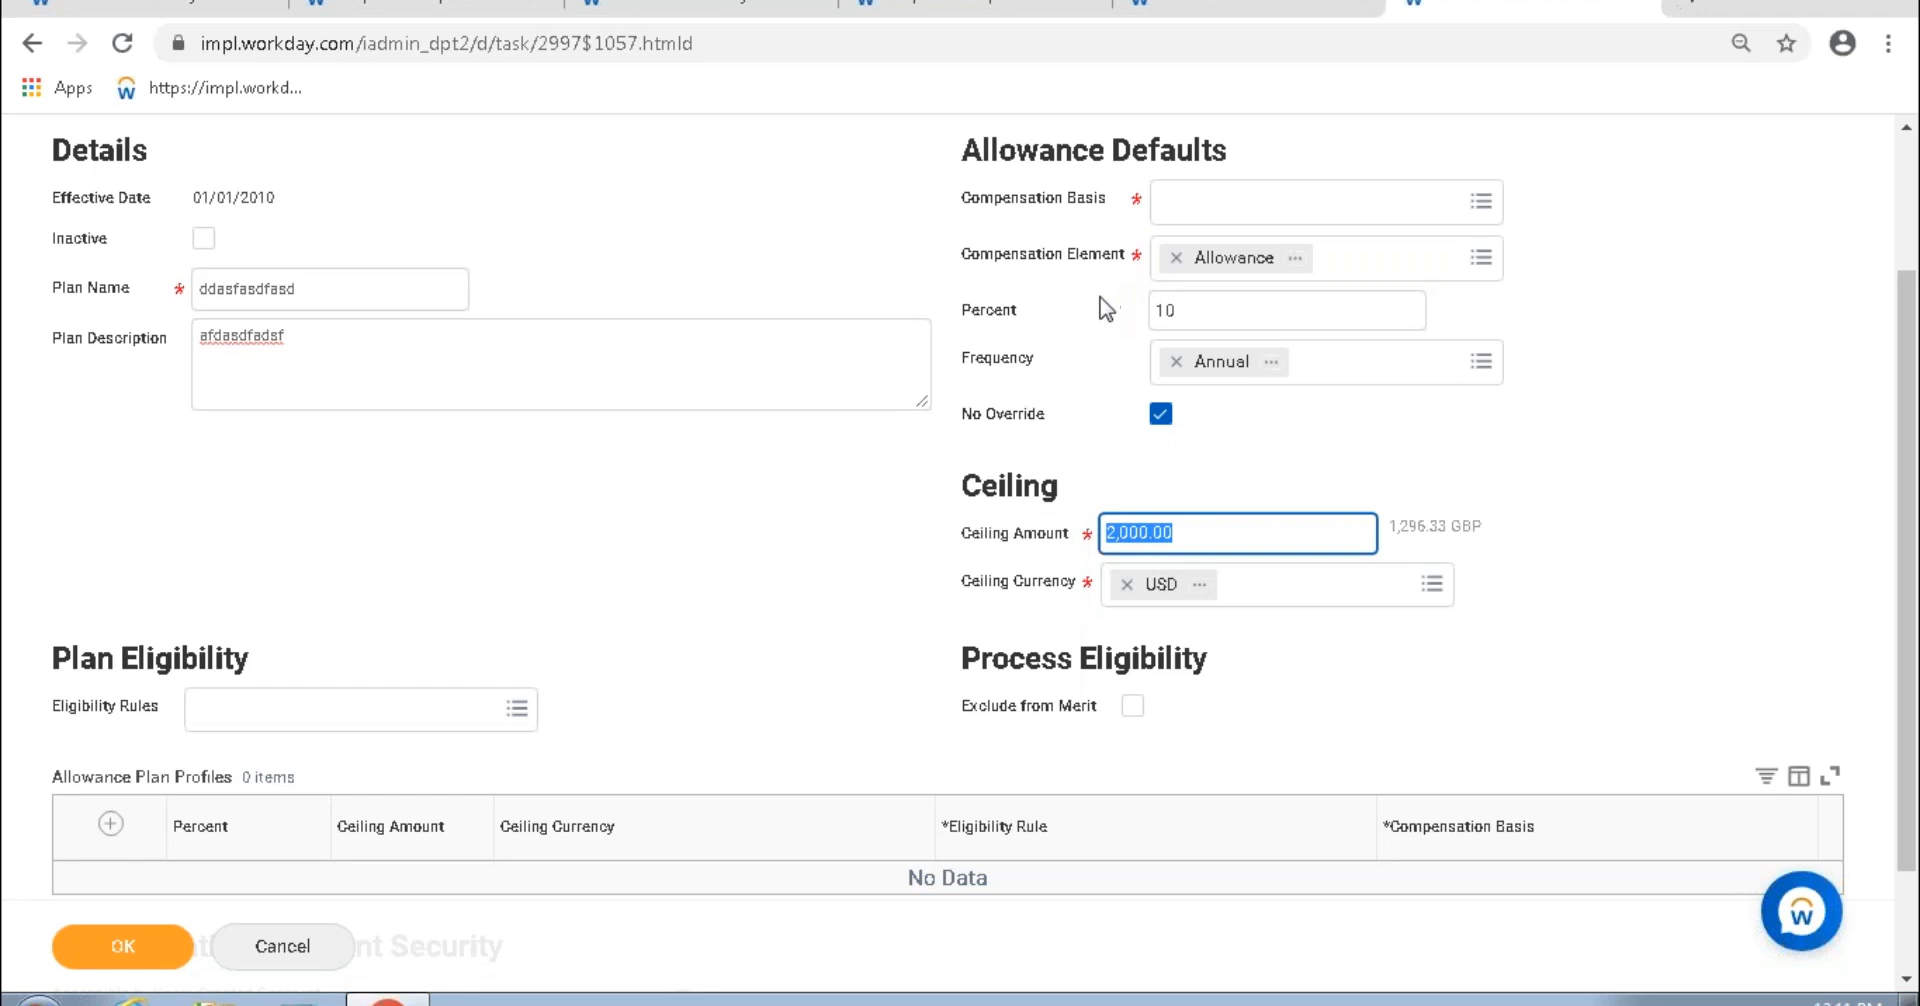 impl.workday.com/iadmin_dpt2/d/task/2997$1057.htmld
Apps
https://impl.workd...
Details
Effective Date 01/01/2010
Inactive
Plan Name * ddasfasdfasd
Plan Description afdasdfadsf
Allowance Defaults
Compensation Basis *
Compensation Element * × Allowance ...
Percent 10
Frequency × Annual ...
No Override
Ceiling
Ceiling Amount * 2,000.00 1,296.33 GBP
Ceiling Currency * × USD ...
Plan Eligibility
Eligibility Rules
Process Eligibility
Exclude from Merit
Allowance Plan Profiles 0 items
Percent Ceiling Amount Ceiling Currency *Eligibility Rule *Compensation Basis
No Data
OK Cancel nt Security